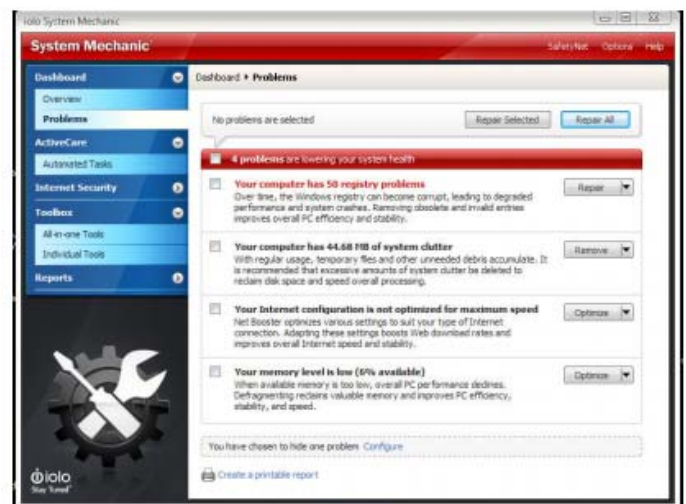 iolo System Mechanic
System Mechanic
SafetyNet Options Help
Dashboard
Overview
Problems
ActiveCare
Automated Tasks
Internet Security
Toolbox
All-in-one Tools
Individual Tools
Reports
iolo
Stay Tuned
Dashboard Problems
No problems are selected
Repair Selected
Repair All
4 problems are lowering your system health
Your computer has 50 registry problems
Over time, the Windows registry can become corrupt, leading to degraded
performance and system crashes. Removing obsolete and invalid entries
improves overall PC efficiency and stability.
Repair
Your computer has 44.68 MB of system clutter
With regular usage, temporary files and other unneeded debris accumulate. It
is recommended that excessive amounts of system clutter be deleted to
reclaim disk space and speed overall processing.
Remove
Your Internet configuration is not optimized for maximum speed
Net Booster optimizes various settings to suit your type of Internet
connection. Adapting these settings boosts Web download rates and
improves overall Internet speed and stability.
Optimize
Your memory level is low (6% available)
When available memory is too low, overall PC performance declines.
Defragmenting reclaims valuable memory and improves PC efficiency,
stability, and speed.
Optimize
You have chosen to hide one problem Configure
Create a printable report